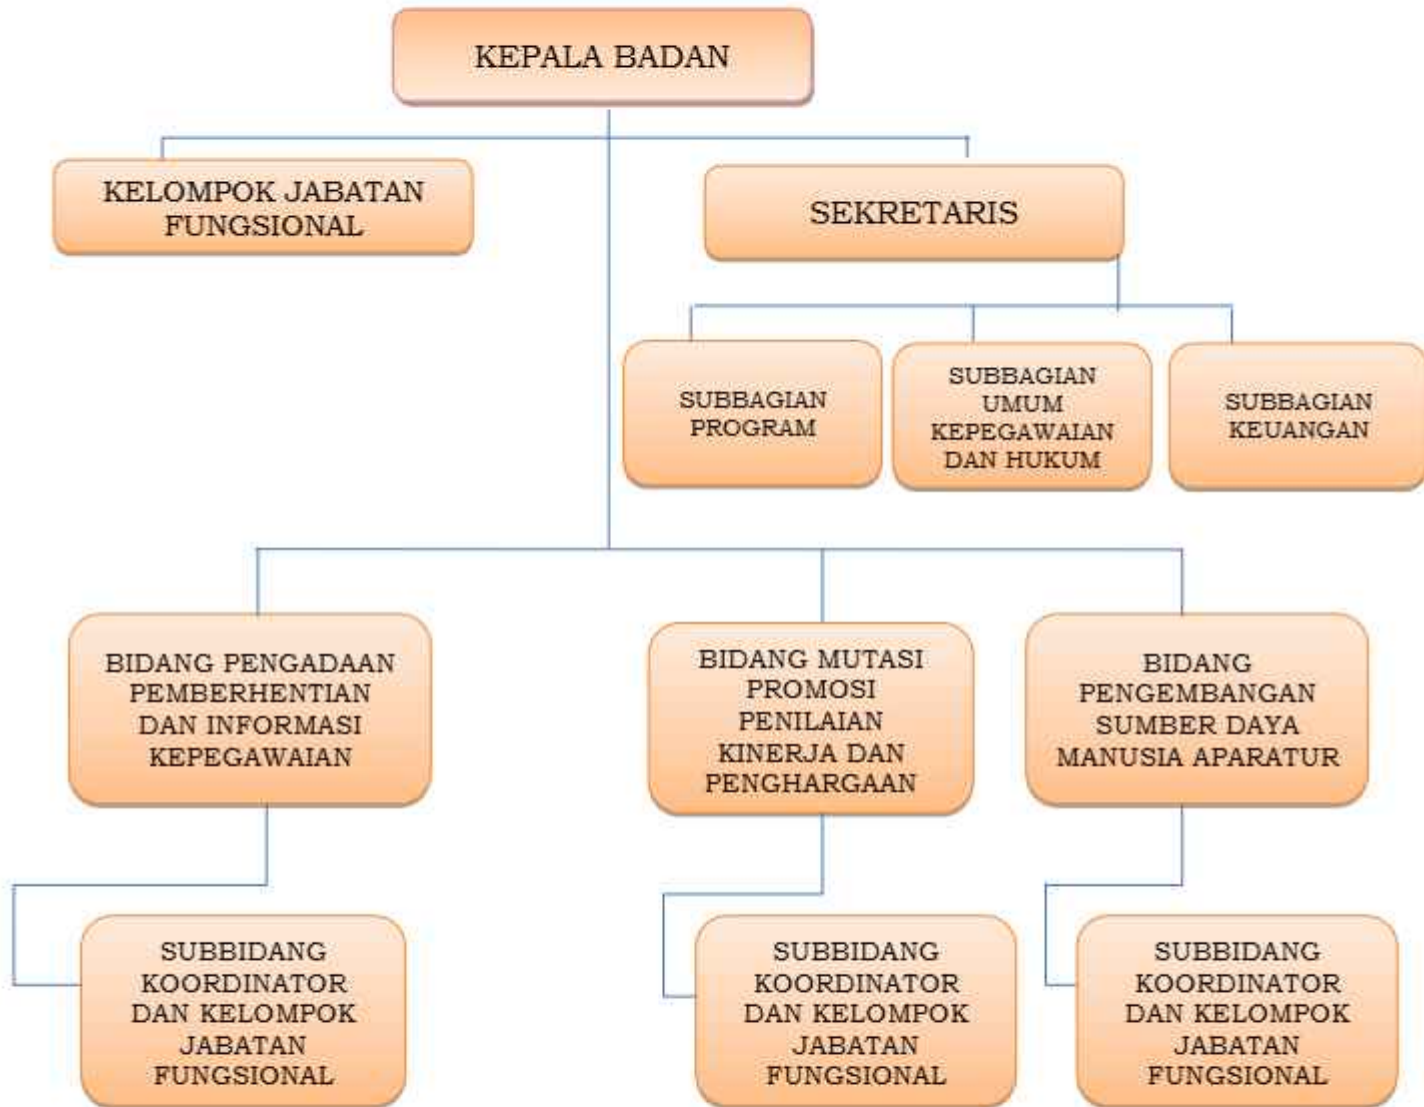 KEPALA BADAN
KELOMPOK JABATAN
FUNGSIONAL
SEKRETARIS
SUBBAGIAN
PROGRAM
SUBBAGIAN
UMUM
KEPEGAWAIAN
DAN HUKUM
SUBBAGIAN
KEUANGAN
BIDANG PENGADAAN
PEMBERHENTIAN
DAN INFORMASI
KEPEGAWAIAN
BIDANG MUTASI
PROMOSI
PENILAIAN
KINERJA DAN
PENGHARGAAN
BIDANG
PENGEMBANGAN
SUMBER DAYA
MANUSIA APARATUR
SUBBIDANG
KOORDINATOR
DAN KELOMPOK
JABATAN
FUNGSIONAL
SUBBIDANG
KOORDINATOR
DAN KELOMPOK
JABATAN
FUNGSIONAL
SUBBIDANG
KOORDINATOR
DAN KELOMPOK
JABATAN
FUNGSIONAL